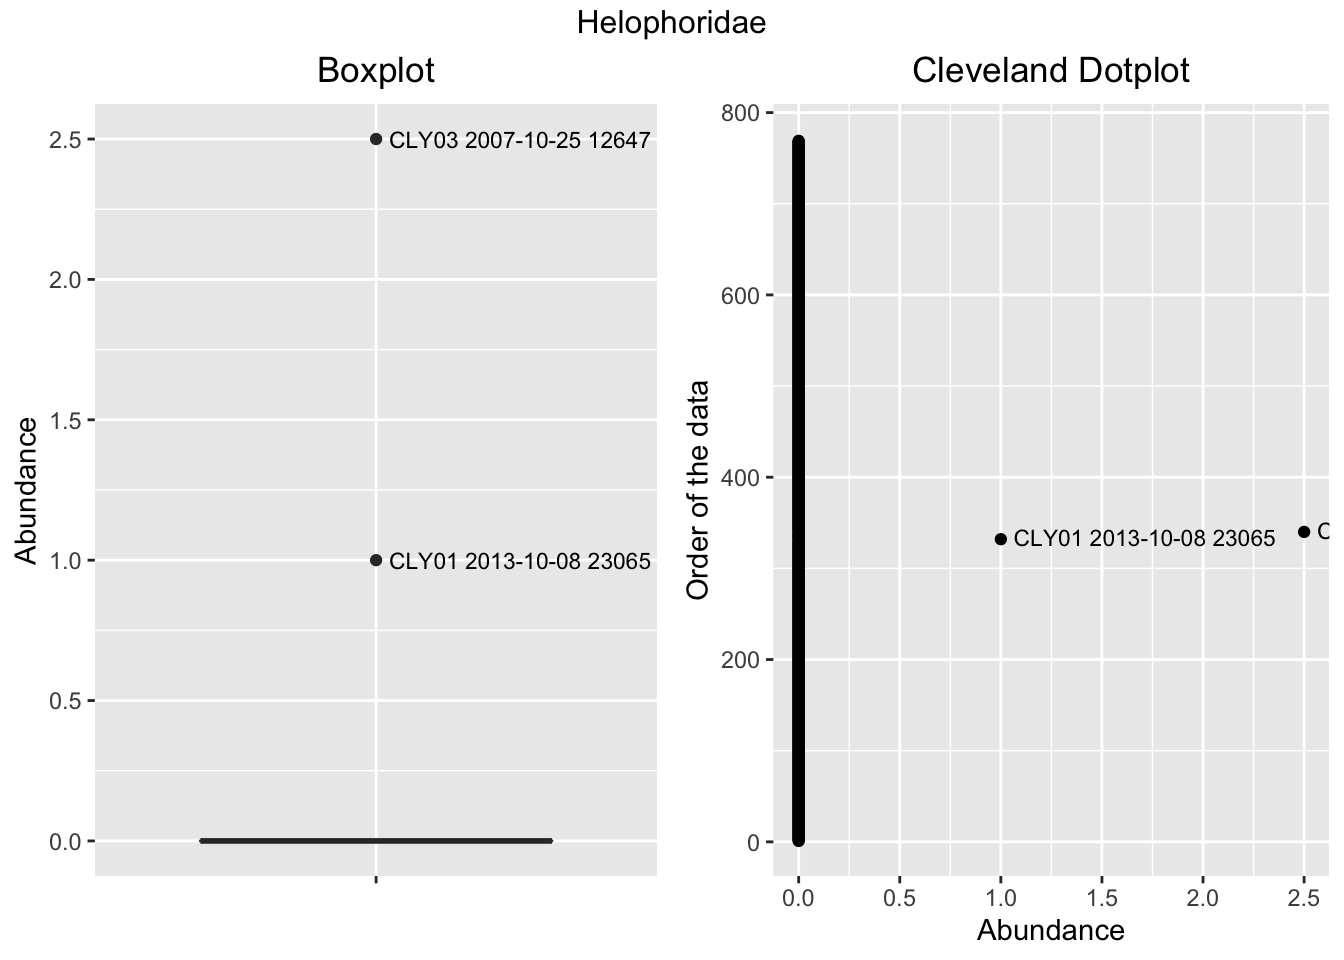 Helophoridae
Boxplot
Abundance
2.5
2.0
1.5
1.0
0.5
0.0
CLY03 2007-10-25 12647
CLY01 2013-10-08 23065
Cleveland Dotplot
Order of the data
800
600
400
200
0
CLY01 2013-10-08 23065
C
0.0 0.5 1.0 1.5 2.0 2.5
Abundance